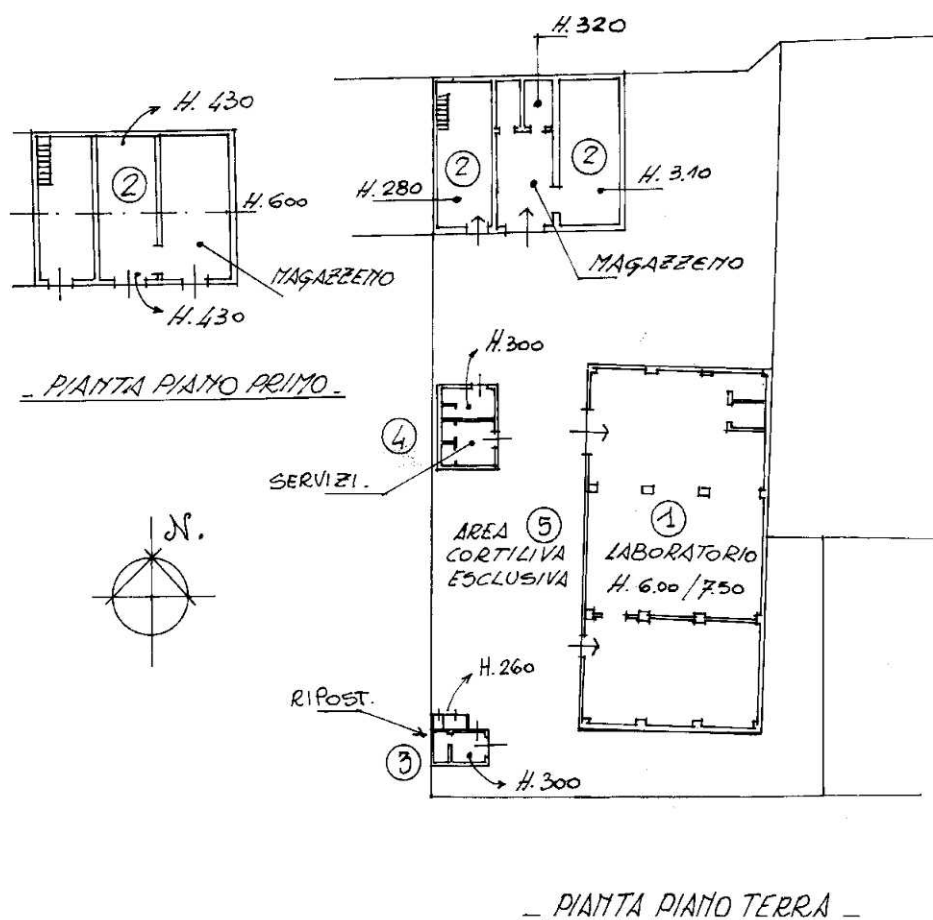 H. 320
H. 430
2
H. 600
MAGAZZENO
H. 430
_ PIANTA PIANO PRIMO _
H. 280
2
2
H. 3.10
MAGAZZENO
H. 300
4
SERVIZI.
N.
AREA
CORTILIVA
ESCLUSIVA
5
1
LABORATORIO
H. 6.00 / 7.50
H. 260
RIPOST.
3
H. 300
_ PIANTA PIANO TERRA _